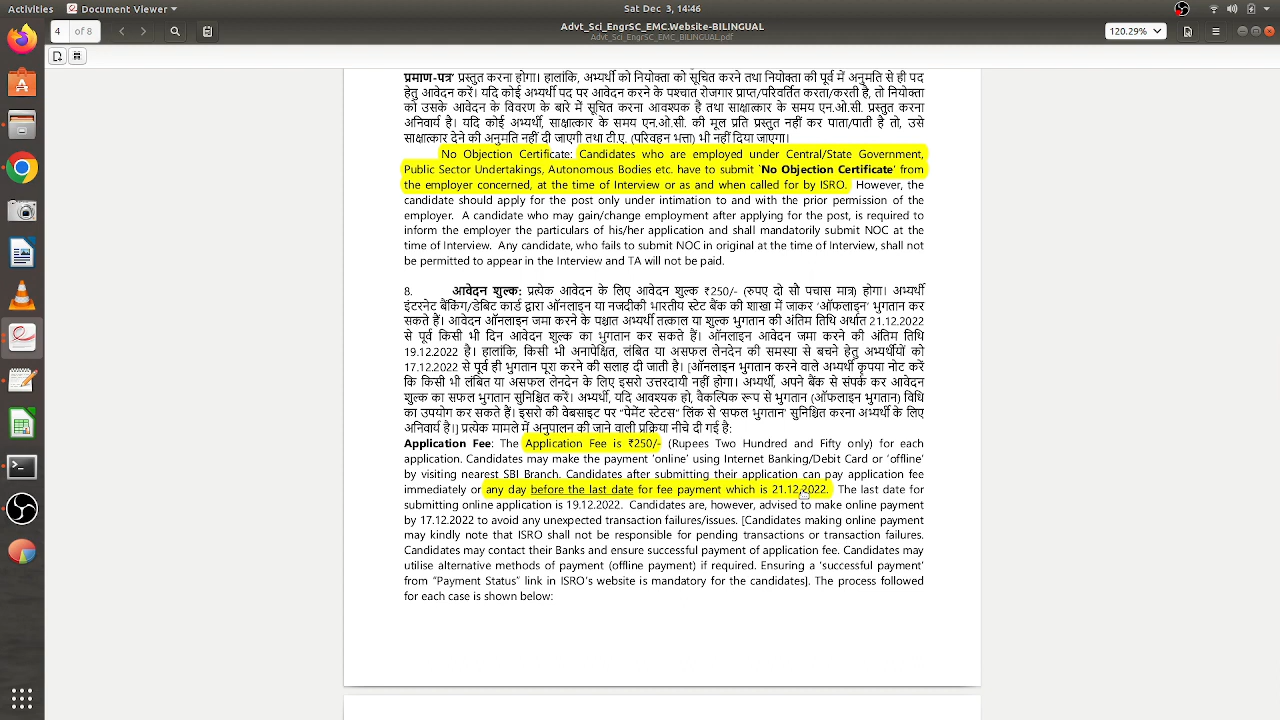 Activities Document Viewer Sat Dec 3, 14:46
4 of 8 Advt_Sci_EngrSC_EMC.Website-BILINGUAL 120.29%
Advt_Sci_EngrSC_EMC_BILINGUAL.pdf
प्रमाण-पत्र’ प्रस्तुत करना होगा। हालांकि, अभ्यर्थी को नियोक्ता को सूचित करने तथा नियोक्ता की पूर्व में अनुमति से ही पद
हेतु आवेदन करें। यदि कोई अभ्यर्थी पद पर आवेदन करने के पश्चात रोजगार प्राप्त/परिवर्तित करता/करती है, तो नियोक्ता
को उसके आवेदन के विवरण के बारे में सूचित करना आवश्यक है तथा साक्षात्कार के समय एन.ओ.सी. प्रस्तुत करना
अनिवार्य है। यदि कोई अभ्यर्थी, साक्षात्कार के समय एन.ओ.सी. की मूल प्रति प्रस्तुत नहीं कर पाता/पाती है तो, उसे
साक्षात्कार देने की अनुमति नहीं दी जाएगी तथा टी.ए. (परिवहन भत्ता) भी नहीं दिया जाएगा।
No Objection Certificate: Candidates who are employed under Central/State Government,
Public Sector Undertakings, Autonomous Bodies etc. have to submit `No Objection Certificate’ from
the employer concerned, at the time of Interview or as and when called for by ISRO. However, the
candidate should apply for the post only under intimation to and with the prior permission of the
employer. A candidate who may gain/change employment after applying for the post, is required to
inform the employer the particulars of his/her application and shall mandatorily submit NOC at the
time of Interview. Any candidate, who fails to submit NOC in original at the time of Interview, shall not
be permitted to appear in the Interview and TA will not be paid.
8. आवेदन शुल्क: प्रत्येक आवेदन के लिए आवेदन शुल्क ₹250/- (रुपए दो सौ पचास मात्र) होगा। अभ्यर्थी
इंटरनेट बैंकिंग/डेबिट कार्ड द्वारा ऑनलाइन या नजदीकी भारतीय स्टेट बैंक की शाखा में जाकर ‘ऑफलाइन’ भुगतान कर
सकते हैं। आवेदन ऑनलाइन जमा करने के पश्चात अभ्यर्थी तत्काल या शुल्क भुगतान की अंतिम तिथि अर्थात 21.12.2022
से पूर्व किसी भी दिन आवेदन शुल्क का भुगतान कर सकते हैं। ऑनलाइन आवेदन जमा करने की अंतिम तिथि
19.12.2022 है। हालांकि, किसी भी अनापेक्षित, लंबित या असफल लेनदेन की समस्या से बचने हेतु अभ्यर्थीयों को
17.12.2022 से पूर्व ही भुगतान पूरा करने की सलाह दी जाती है। [ऑनलाइन भुगतान करने वाले अभ्यर्थी कृपया नोट करें
कि किसी भी लंबित या असफल लेनदेन के लिए इसरो उत्तरदायी नहीं होगा। अभ्यर्थी, अपने बैंक से संपर्क कर आवेदन
शुल्क का सफल भुगतान सुनिश्चित करें। अभ्यर्थी, यदि आवश्यक हो, वैकल्पिक रूप से भुगतान (ऑफलाइन भुगतान) विधि
का उपयोग कर सकते हैं। इसरो की वेबसाइट पर “पेमेंट स्टेटस” लिंक से ‘सफल भुगतान’ सुनिश्चित करना अभ्यर्थी के लिए
अनिवार्य है।] प्रत्येक मामले में अनुपालन की जाने वाली प्रक्रिया नीचे दी गई है:
Application Fee: The Application Fee is ₹250/- (Rupees Two Hundred and Fifty only) for each
application. Candidates may make the payment ‘online’ using Internet Banking/Debit Card or ‘offline’
by visiting nearest SBI Branch. Candidates after submitting their application can pay application fee
immediately or any day before the last date for fee payment which is 21.12.2022. The last date for
submitting online application is 19.12.2022. Candidates are, however, advised to make online payment
by 17.12.2022 to avoid any unexpected transaction failures/issues. [Candidates making online payment
may kindly note that ISRO shall not be responsible for pending transactions or transaction failures.
Candidates may contact their Banks and ensure successful payment of application fee. Candidates may
utilise alternative methods of payment (offline payment) if required. Ensuring a ‘successful payment’
from “Payment Status” link in ISRO’s website is mandatory for the candidates]. The process followed
for each case is shown below: